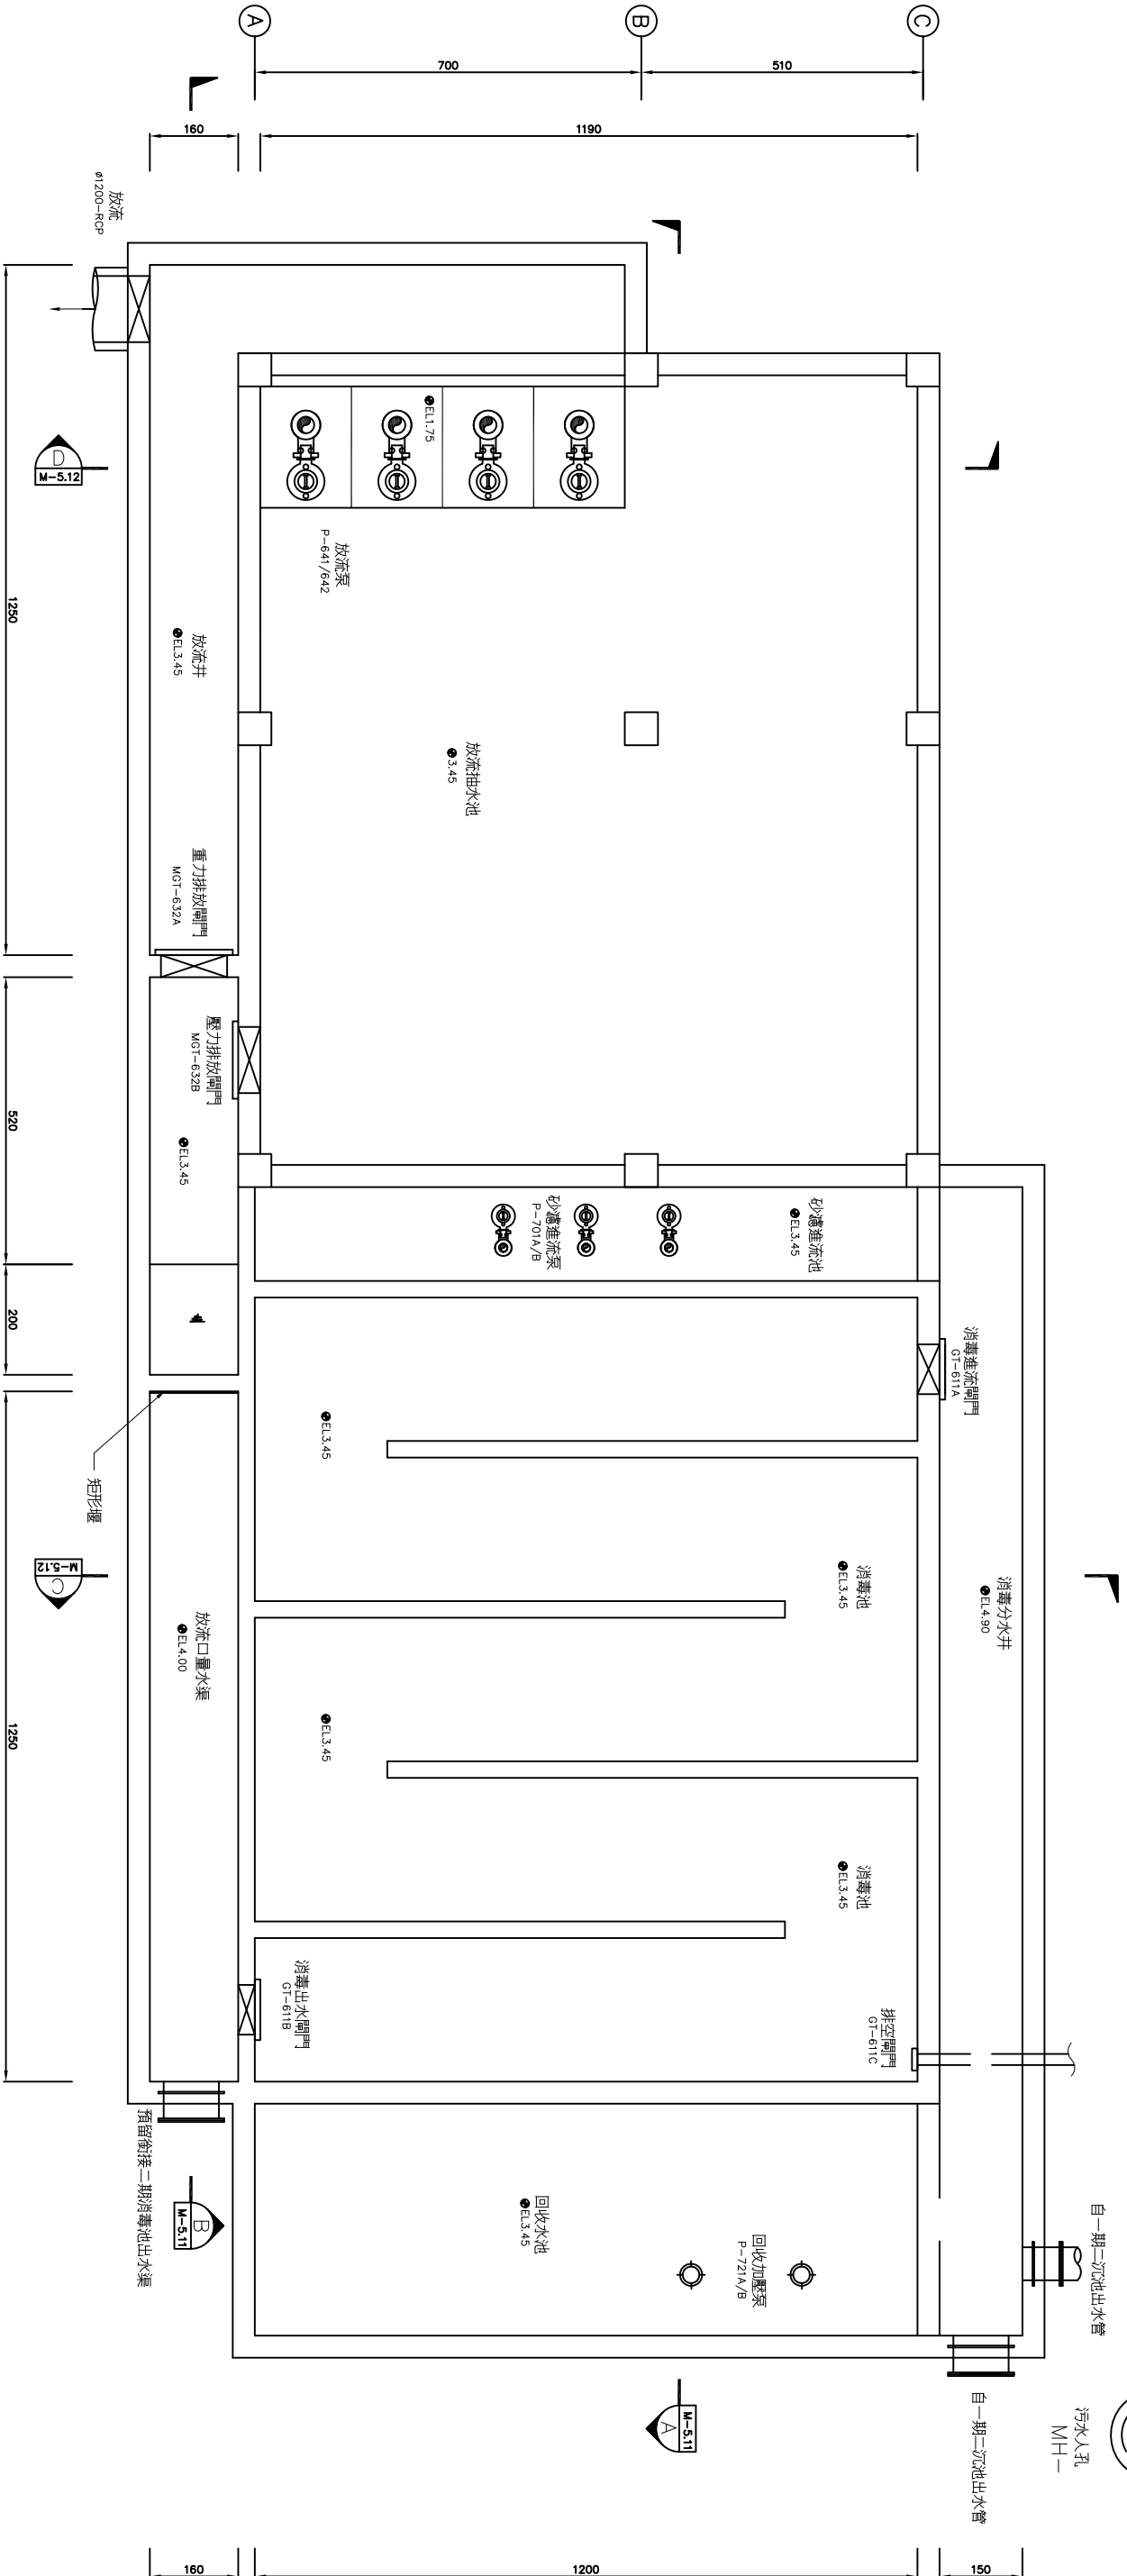 A
B
C
700
510
160
1190
放流
ø1200-RCP
D
M-5.12
1250
EL1.75
放流泵
P-641/642
放流井
EL3.45
放流抽水池
3.45
重力排放閘門
MGT-632A
壓力排放閘門
MGT-632B
EL3.45
520
砂濾進流泵
P-701A/B
砂濾進流池
EL3.45
200
消毒進流閘門
GT-611A
矩形堰
EL3.45
消毒池
EL3.45
消毒分水井
EL4.90
M-5.12
C
放流口量水渠
EL4.00
EL3.45
1250
消毒池
EL3.45
消毒出水閘門
GT-611B
排空閘門
GT-611C
預留銜接二期消毒池出水渠
M-5.11
B
回收水池
EL3.45
回收加壓泵
P-721A/B
自一期二沉池出水管
自一期二沉池出水管
M-5.11
A
污水人孔
MH-
160
1200
150